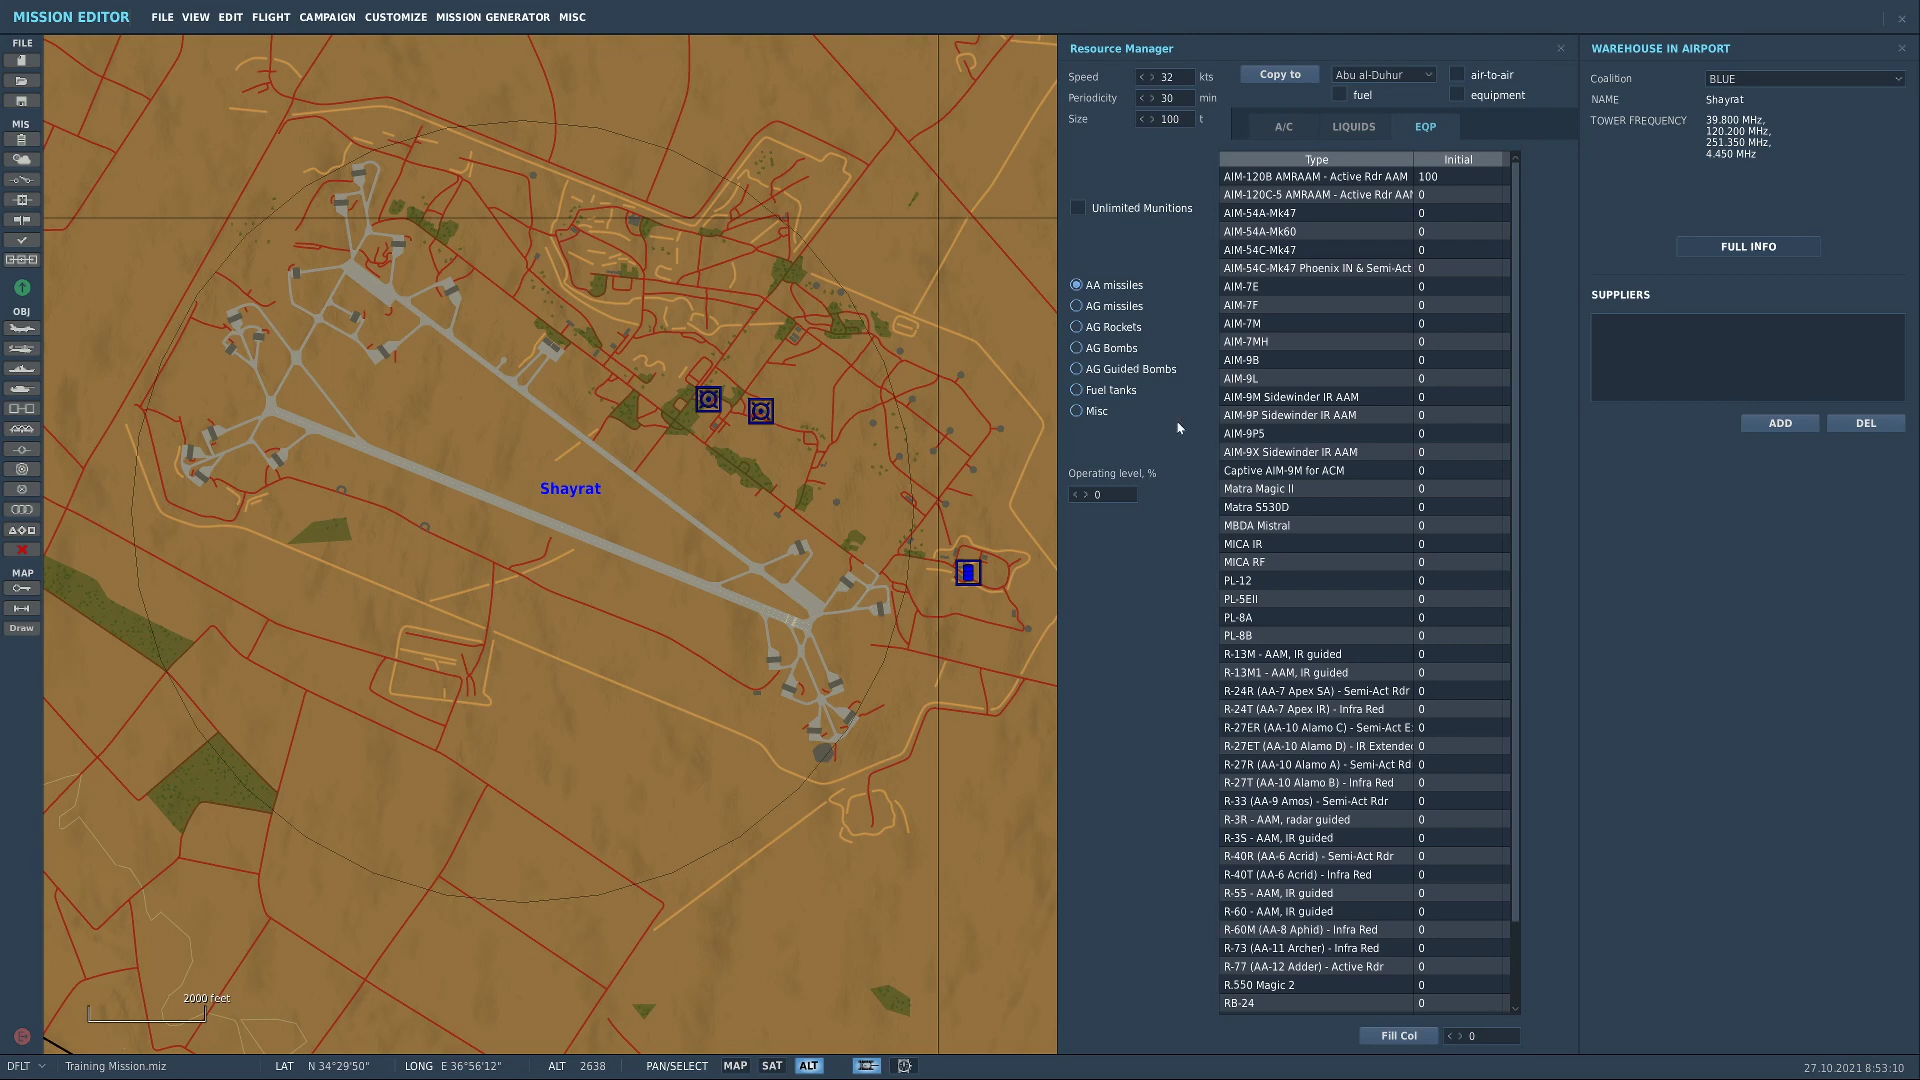 MISSION EDITOR FILE VIEW EDIT FLIGHT CAMPAIGN CUSTOMIZE MISSION GENERATOR MISC
FILE
MIS
OBJ
MAP
Draw
Shayrat
2000 feet
Resource Manager
Speed 32 kts
Periodicity 30 min
Size 100 t
Copy to Abu al-Duhur air-to-air
fuel equipment
A/C LIQUIDS EQP
Unlimited Munitions
AA missiles
AG missiles
AG Rockets
AG Bombs
AG Guided Bombs
Fuel tanks
Misc
Operating level, %
0
Type Initial
AIM-120B AMRAAM - Active Rdr AAM 100
AIM-120C-5 AMRAAM - Active Rdr AAM 0
AIM-54A-Mk47 0
AIM-54A-Mk60 0
AIM-54C-Mk47 0
AIM-54C-Mk47 Phoenix IN & Semi-Act 0
AIM-7E 0
AIM-7F 0
AIM-7M 0
AIM-7MH 0
AIM-9B 0
AIM-9L 0
AIM-9M Sidewinder IR AAM 0
AIM-9P Sidewinder IR AAM 0
AIM-9P5 0
AIM-9X Sidewinder IR AAM 0
Captive AIM-9M for ACM 0
Matra Magic II 0
Matra S530D 0
MBDA Mistral 0
MICA IR 0
MICA RF 0
PL-12 0
PL-5EII 0
PL-8A 0
PL-8B 0
R-13M - AAM, IR guided 0
R-13M1 - AAM, IR guided 0
R-24R (AA-7 Apex SA) - Semi-Act Rdr 0
R-24T (AA-7 Apex IR) - Infra Red 0
R-27ER (AA-10 Alamo C) - Semi-Act E 0
R-27ET (AA-10 Alamo D) - IR Extended 0
R-27R (AA-10 Alamo A) - Semi-Act Rd 0
R-27T (AA-10 Alamo B) - Infra Red 0
R-33 (AA-9 Amos) - Semi-Act Rdr 0
R-3R - AAM, radar guided 0
R-3S - AAM, IR guided 0
R-40R (AA-6 Acrid) - Semi-Act Rdr 0
R-40T (AA-6 Acrid) - Infra Red 0
R-55 - AAM, IR guided 0
R-60 - AAM, IR guided 0
R-60M (AA-8 Aphid) - Infra Red 0
R-73 (AA-11 Archer) - Infra Red 0
R-77 (AA-12 Adder) - Active Rdr 0
R.550 Magic 2 0
RB-24 0
Fill Col 0
WAREHOUSE IN AIRPORT
Coalition BLUE
NAME Shayrat
TOWER FREQUENCY 39.800 MHz,
120.200 MHz,
251.350 MHz,
4.450 MHz
FULL INFO
SUPPLIERS
ADD DEL
DFLT Training Mission.miz LAT N 34°29'50" LONG E 36°56'12" ALT 2638 PAN/SELECT MAP SAT ALT 27.10.2021 8:53:10